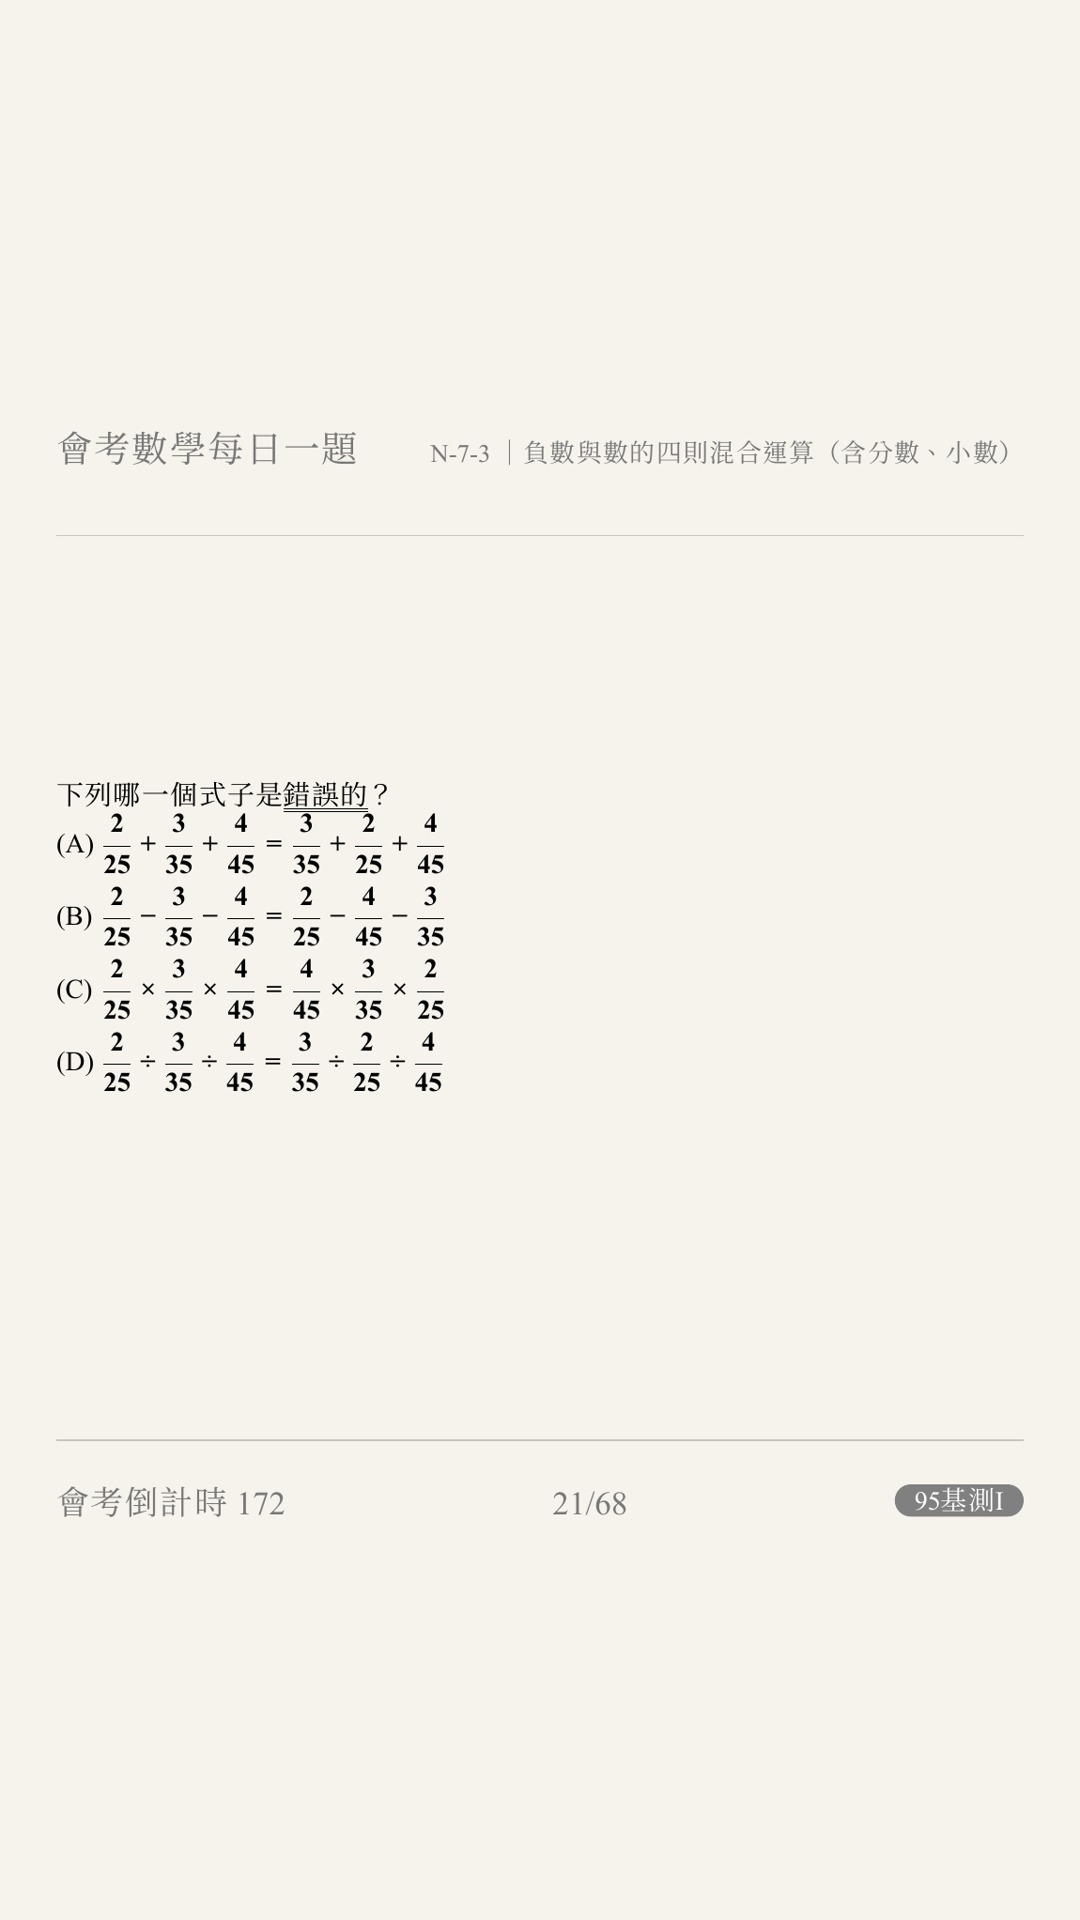 會考數學每日一題
N-7-3｜負數與數的四則混合運算（含分數、小數）
下列哪一個式子是錯誤的？
(A) 2/25 + 3/35 + 4/45 = 3/35 + 2/25 + 4/45
(B) 2/25 − 3/35 − 4/45 = 2/25 − 4/45 − 3/35
(C) 2/25 × 3/35 × 4/45 = 4/45 × 3/35 × 2/25
(D) 2/25 ÷ 3/35 ÷ 4/45 = 3/35 ÷ 2/25 ÷ 4/45
會考倒計時 172
21/68
95基測I